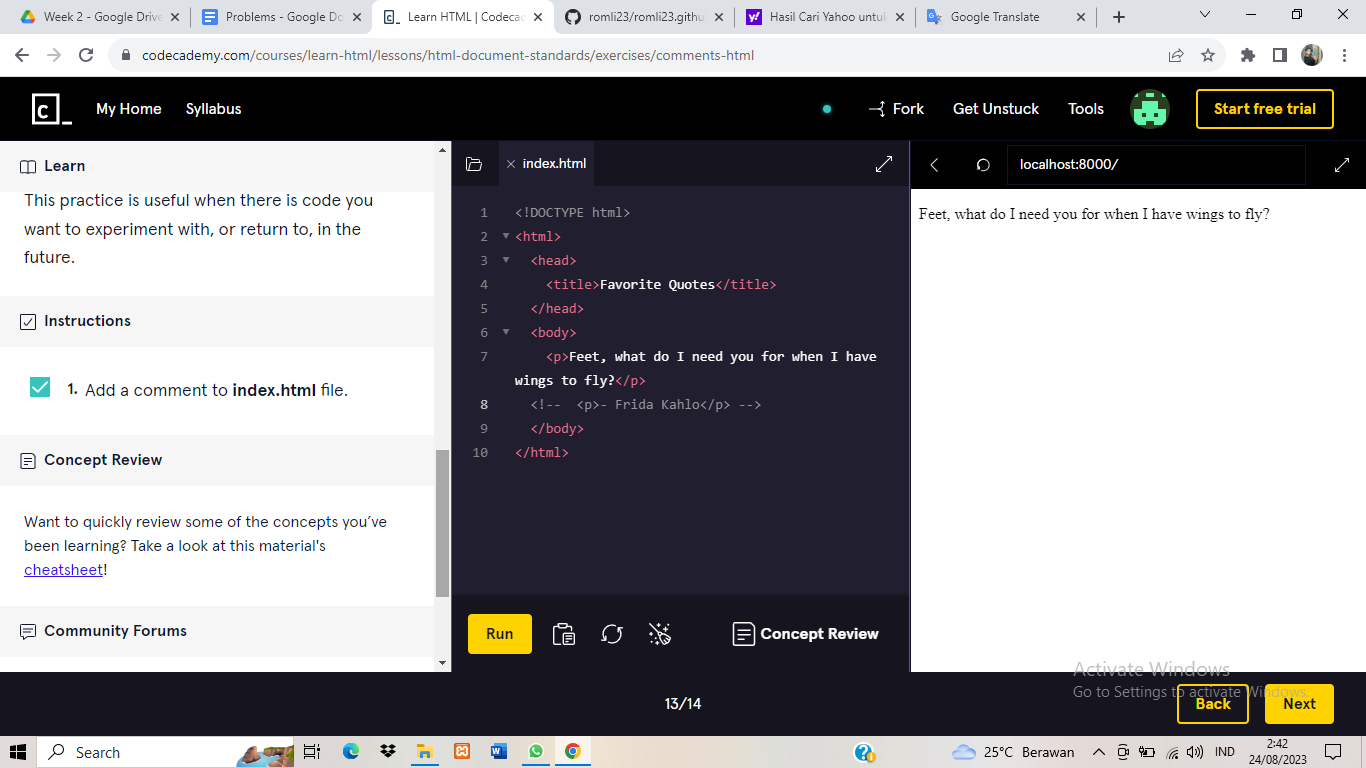 Week 2 - Google Drive
Problems - Google Do
Learn HTML | Codecac
romli23/romli23.githu
Hasil Cari Yahoo untuk
Google Translate
codecademy.com/courses/learn-html/lessons/html-document-standards/exercises/comments-html
My Home Syllabus
Fork Get Unstuck Tools Start free trial
Learn
This practice is useful when there is code you
want to experiment with, or return to, in the
future.
Instructions
1. Add a comment to index.html file.
Concept Review
Want to quickly review some of the concepts you’ve
been learning? Take a look at this material's
cheatsheet!
Community Forums
index.html
1 <!DOCTYPE html>
2 <html>
3 <head>
4 <title>Favorite Quotes</title>
5 </head>
6 <body>
7 <p>Feet, what do I need you for when I have
wings to fly?</p>
8 <!--  <p>- Frida Kahlo</p> -->
9 </body>
10 </html>
Run
Concept Review
localhost:8000/
Feet, what do I need you for when I have wings to fly?
Activate Windows
Go to Settings to activate Windows.
13/14
Back Next
Search
25°C Berawan
IND
2:42
24/08/2023